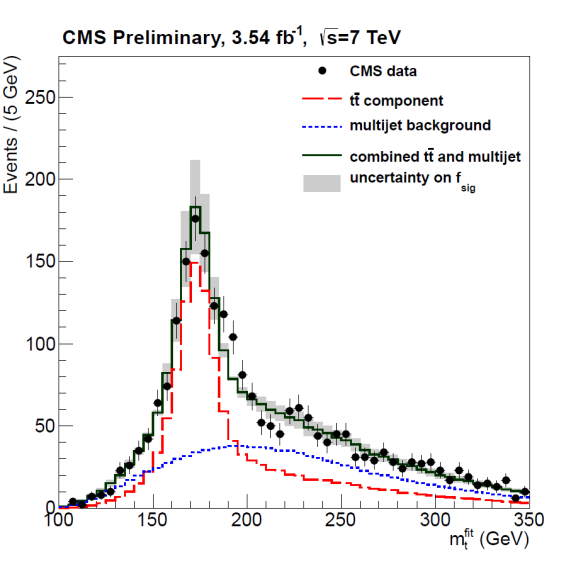 CMS Preliminary, 3.54 fb⁻¹, √s=7 TeV
Events / (5 GeV)
250
200
150
100
50
0
CMS data
tt̄ component
multijet background
combined tt̄ and multijet
uncertainty on f_sig
100 150 200 250 300 350
m_t^fit (GeV)